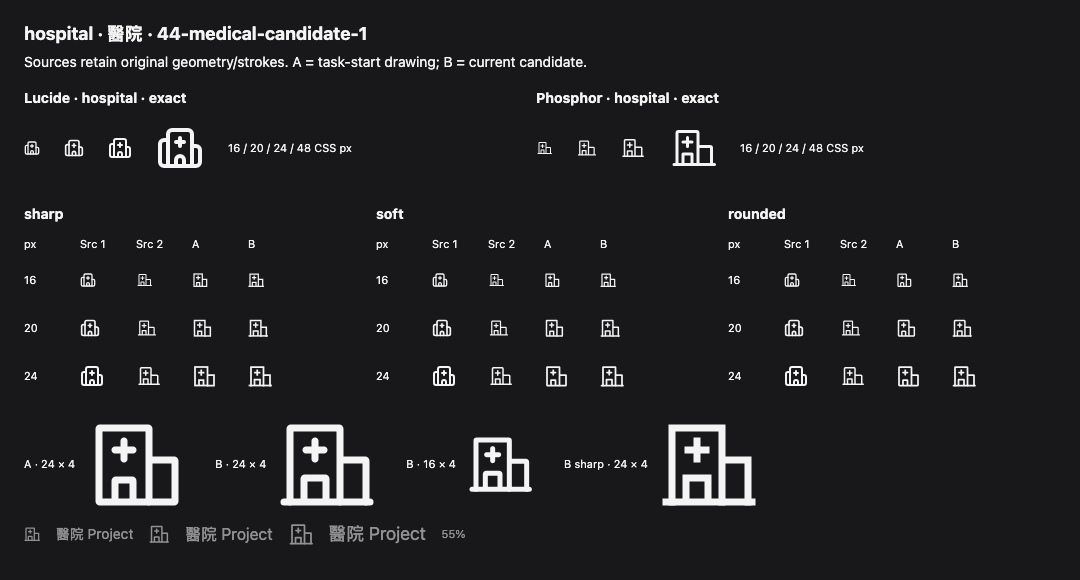 hospital · 醫院 · 44-medical-candidate-1
Sources retain original geometry/strokes. A = task-start drawing; B = current candidate.
Lucide · hospital · exact
Phosphor · hospital · exact
16 / 20 / 24 / 48 CSS px
16 / 20 / 24 / 48 CSS px
sharp
px Src 1 Src 2 A B
16
20
24
soft
px Src 1 Src 2 A B
16
20
24
rounded
px Src 1 Src 2 A B
16
20
24
A · 24 × 4
B · 24 × 4
B · 16 × 4
B sharp · 24 × 4
醫院 Project 醫院 Project 醫院 Project 55%